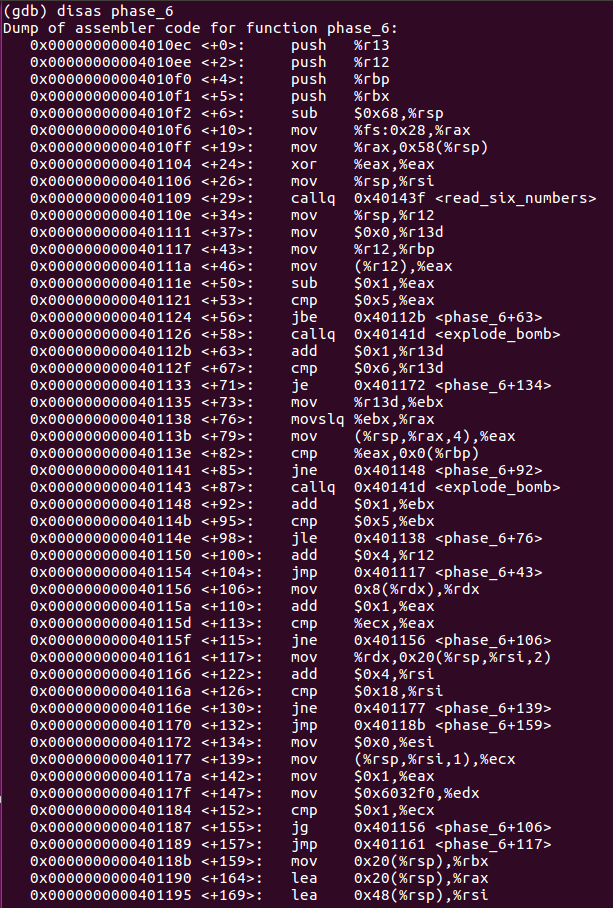 (gdb) disas phase_6
Dump of assembler code for function phase_6:
0x00000000004010ec <+0>: push %r13
0x00000000004010ee <+2>: push %r12
0x00000000004010f0 <+4>: push %rbp
0x00000000004010f1 <+5>: push %rbx
0x00000000004010f2 <+6>: sub $0x68,%rsp
0x00000000004010f6 <+10>: mov %fs:0x28,%rax
0x00000000004010ff <+19>: mov %rax,0x58(%rsp)
0x0000000000401104 <+24>: xor %eax,%eax
0x0000000000401106 <+26>: mov %rsp,%rsi
0x0000000000401109 <+29>: callq 0x40143f <read_six_numbers>
0x000000000040110e <+34>: mov %rsp,%r12
0x0000000000401111 <+37>: mov $0x0,%r13d
0x0000000000401117 <+43>: mov %r12,%rbp
0x000000000040111a <+46>: mov (%r12),%eax
0x000000000040111e <+50>: sub $0x1,%eax
0x0000000000401121 <+53>: cmp $0x5,%eax
0x0000000000401124 <+56>: jbe 0x40112b <phase_6+63>
0x0000000000401126 <+58>: callq 0x40141d <explode_bomb>
0x000000000040112b <+63>: add $0x1,%r13d
0x000000000040112f <+67>: cmp $0x6,%r13d
0x0000000000401133 <+71>: je 0x401172 <phase_6+134>
0x0000000000401135 <+73>: mov %r13d,%ebx
0x0000000000401138 <+76>: movslq %ebx,%rax
0x000000000040113b <+79>: mov (%rsp,%rax,4),%eax
0x000000000040113e <+82>: cmp %eax,0x0(%rbp)
0x0000000000401141 <+85>: jne 0x401148 <phase_6+92>
0x0000000000401143 <+87>: callq 0x40141d <explode_bomb>
0x0000000000401148 <+92>: add $0x1,%ebx
0x000000000040114b <+95>: cmp $0x5,%ebx
0x000000000040114e <+98>: jle 0x401138 <phase_6+76>
0x0000000000401150 <+100>: add $0x4,%r12
0x0000000000401154 <+104>: jmp 0x401117 <phase_6+43>
0x0000000000401156 <+106>: mov 0x8(%rdx),%rdx
0x000000000040115a <+110>: add $0x1,%eax
0x000000000040115d <+113>: cmp %ecx,%eax
0x000000000040115f <+115>: jne 0x401156 <phase_6+106>
0x0000000000401161 <+117>: mov %rdx,0x20(%rsp,%rsi,2)
0x0000000000401166 <+122>: add $0x4,%rsi
0x000000000040116a <+126>: cmp $0x18,%rsi
0x000000000040116e <+130>: jne 0x401177 <phase_6+139>
0x0000000000401170 <+132>: jmp 0x40118b <phase_6+159>
0x0000000000401172 <+134>: mov $0x0,%esi
0x0000000000401177 <+139>: mov (%rsp,%rsi,1),%ecx
0x000000000040117a <+142>: mov $0x1,%eax
0x000000000040117f <+147>: mov $0x6032f0,%edx
0x0000000000401184 <+152>: cmp $0x1,%ecx
0x0000000000401187 <+155>: jg 0x401156 <phase_6+106>
0x0000000000401189 <+157>: jmp 0x401161 <phase_6+117>
0x000000000040118b <+159>: mov 0x20(%rsp),%rbx
0x0000000000401190 <+164>: lea 0x20(%rsp),%rax
0x0000000000401195 <+169>: lea 0x48(%rsp),%rsi